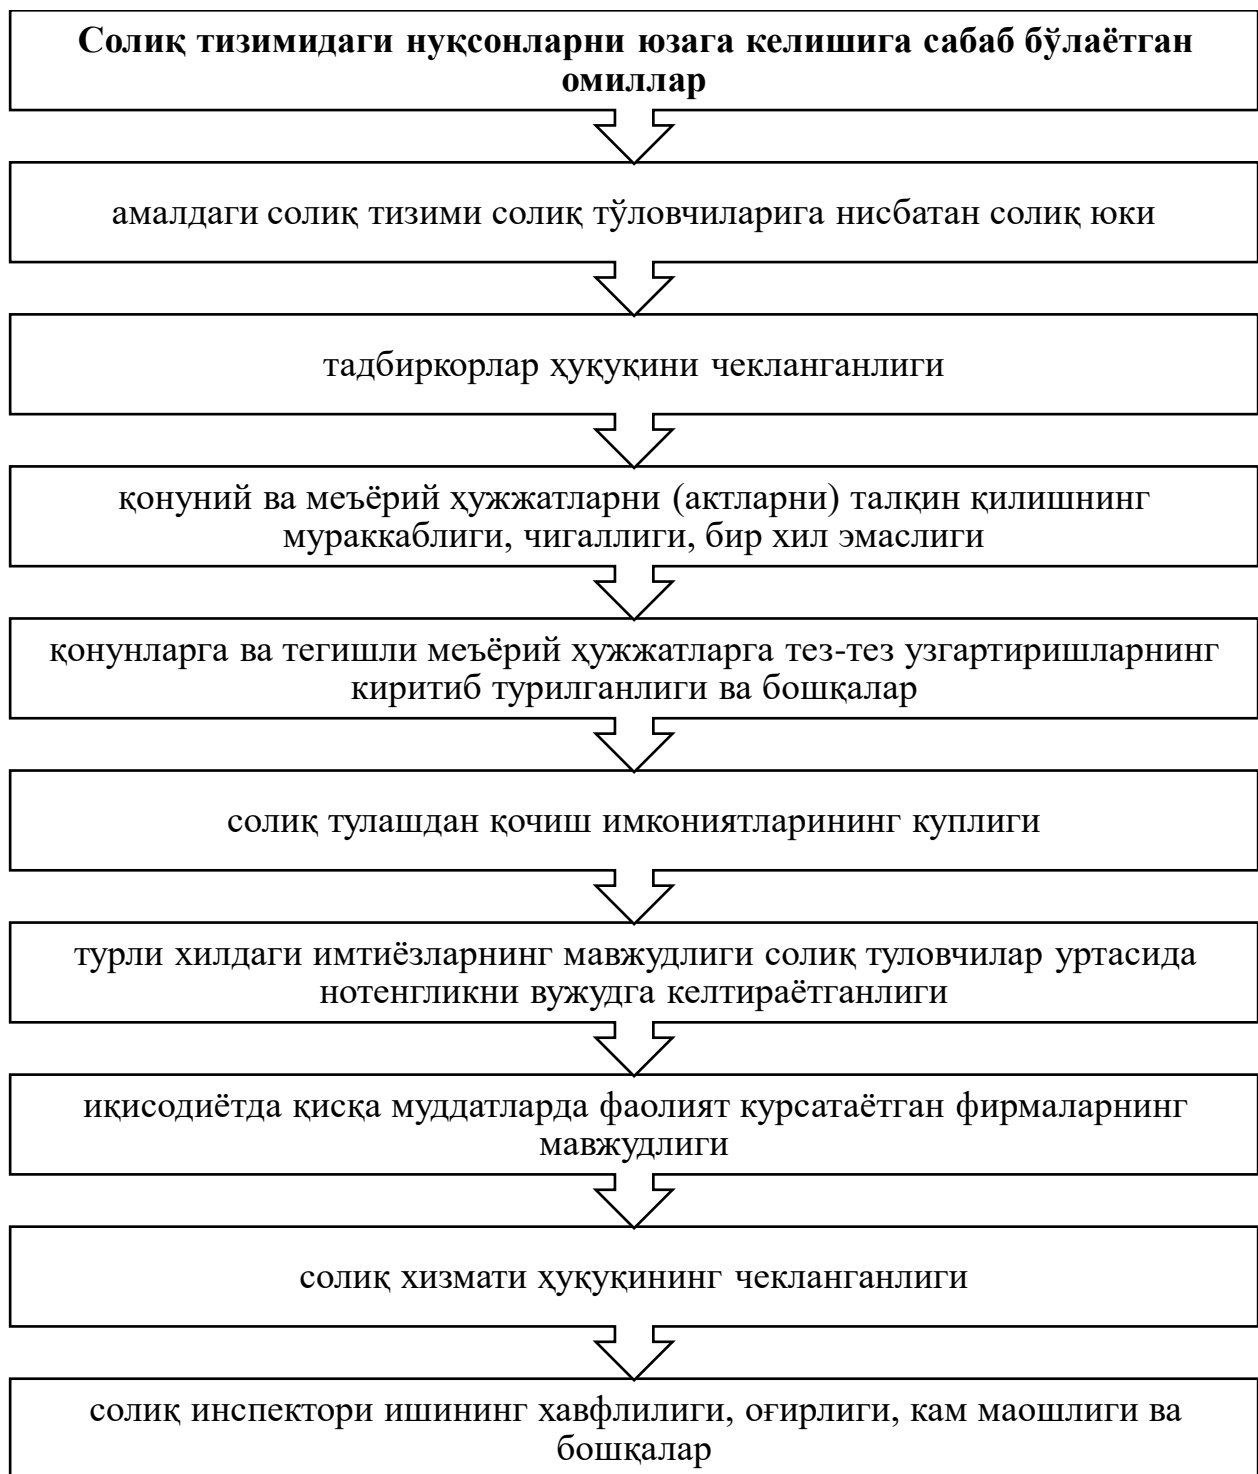 Солиқ тизимидаги нуқсонларни юзага келишига сабаб бўлаётган
омиллар
амалдаги солиқ тизими солиқ тўловчиларига нисбатан солиқ юки
тадбиркорлар ҳуқуқини чекланганлиги
қонуний ва меъёрий ҳужжатларни (актларни) талқин қилишнинг
мураккаблиги, чигаллиги, бир хил эмаслиги
қонунларга ва тегишли меъёрий ҳужжатларга тез-тез узгартиришларнинг
киритиб турилганлиги ва бошқалар
солиқ тулашдан қочиш имкониятларининг куплиги
турли хилдаги имтиёзларнинг мавжудлиги солиқ туловчилар уртасида
нотенгликни вужудга келтираётганлиги
иқисодиётда қисқа муддатларда фаолият курсатаётган фирмаларнинг
мавжудлиги
солиқ хизмати ҳуқуқининг чекланганлиги
солиқ инспектори ишининг хавфлилиги, оғирлиги, кам маошлиги ва
бошқалар